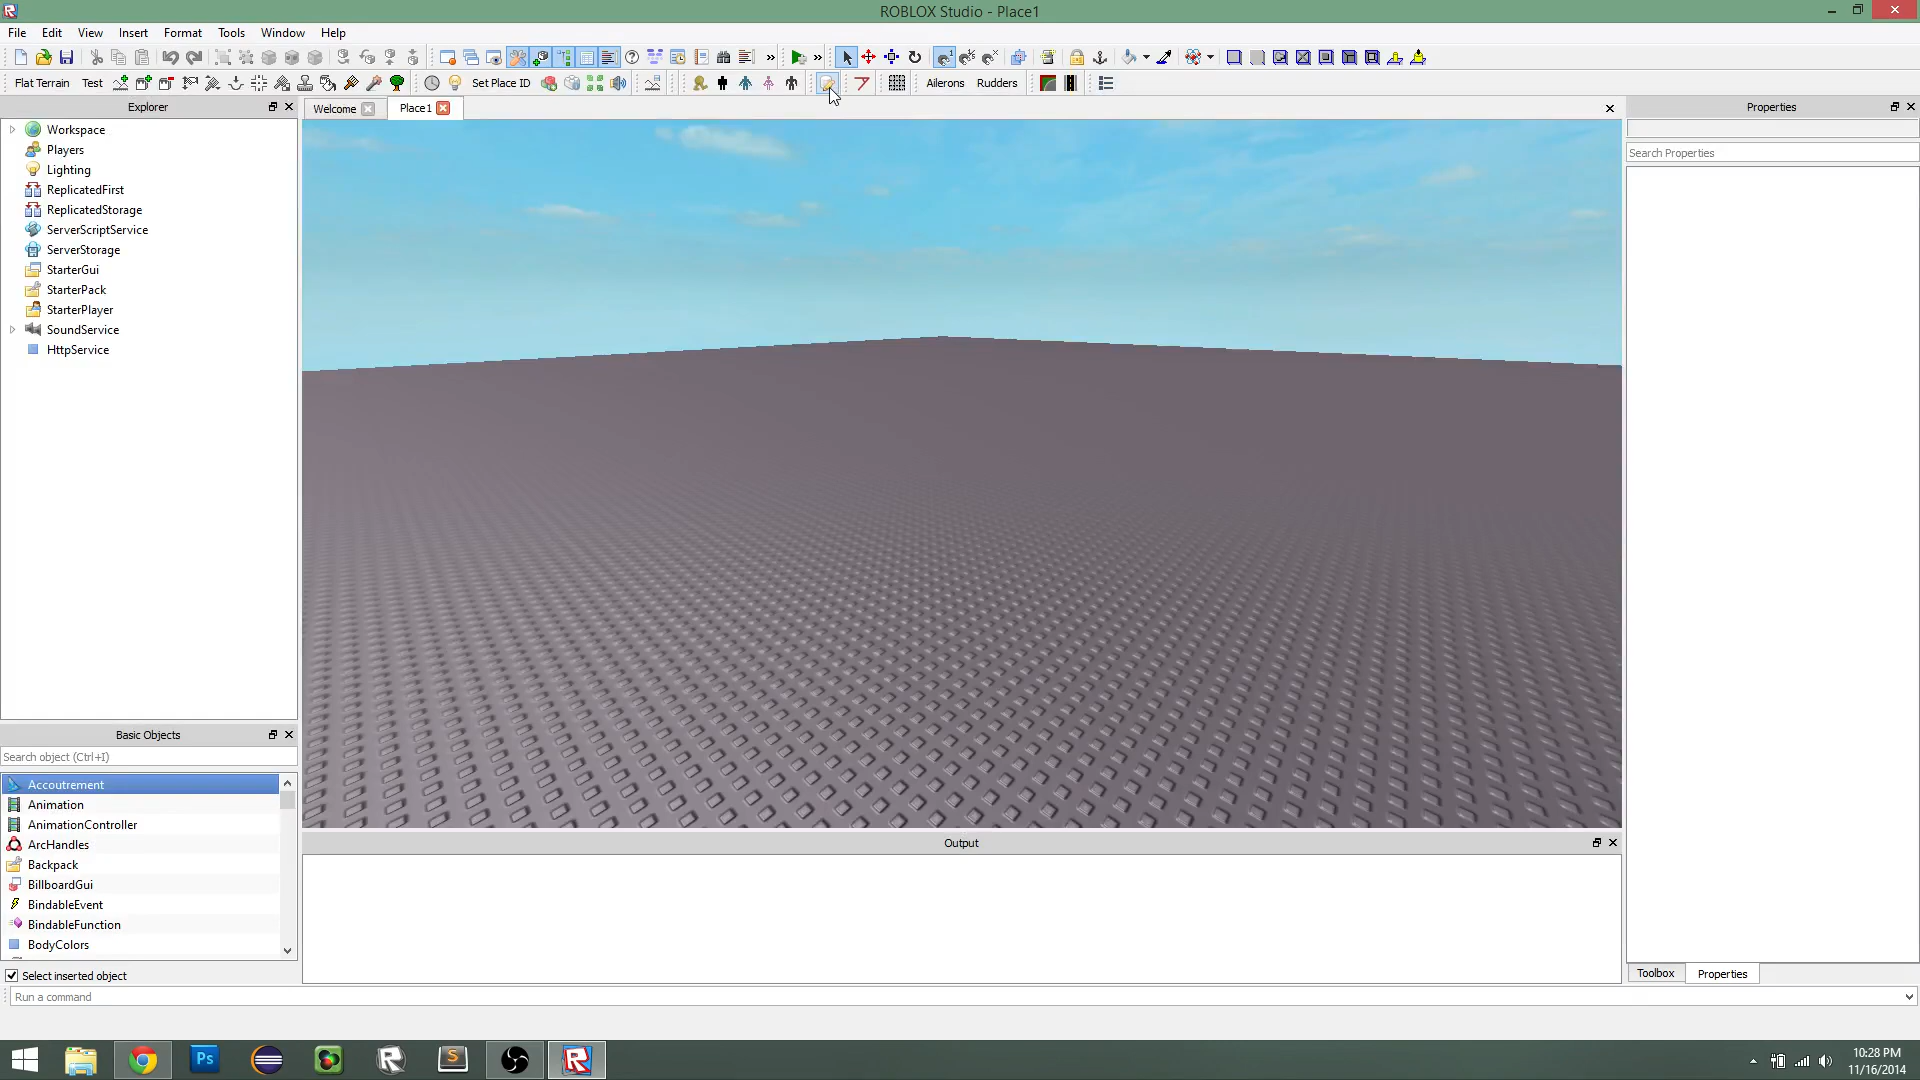 ROBLOX Studio - Place1
File Edit View Insert Format Tools Window Help
Flat Terrain Test Set Place ID Ailerons Rudders
Explorer
Workspace
Players
Lighting
ReplicatedFirst
ReplicatedStorage
ServerScriptService
ServerStorage
StarterGui
StarterPack
StarterPlayer
SoundService
HttpService
Welcome Place1
Properties
Search Properties
Basic Objects
Search object (Ctrl+I)
Accoutrement
Animation
AnimationController
ArcHandles
Backpack
BillboardGui
BindableEvent
BindableFunction
BodyColors
Select inserted object
Output
Toolbox Properties
Run a command
Ps
S
10:28 PM
11/16/2014